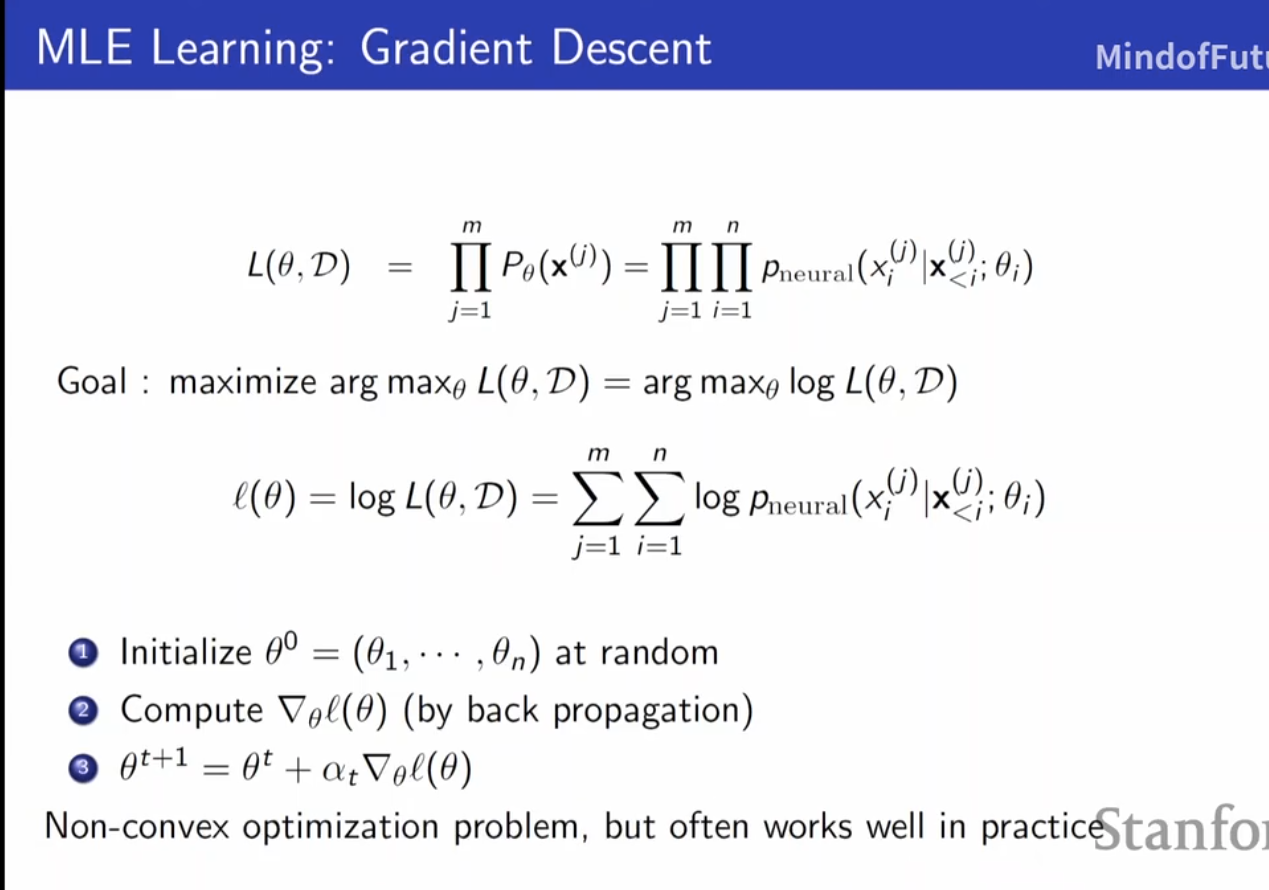 MLE Learning: Gradient Descent
MindofFutu
L(θ, 𝒟) = ∏_{j=1}^{m} P_θ(𝐱^{(j)}) = ∏_{j=1}^{m} ∏_{i=1}^{n} p_neural(x_i^{(j)}|𝐱_{<i}^{(j)}; θ_i)
Goal : maximize arg max_θ L(θ, 𝒟) = arg max_θ log L(θ, 𝒟)
ℓ(θ) = log L(θ, 𝒟) = ∑_{j=1}^{m} ∑_{i=1}^{n} log p_neural(x_i^{(j)}|𝐱_{<i}^{(j)}; θ_i)
1 Initialize θ^0 = (θ_1, ⋯ , θ_n) at random
2 Compute ∇_θ ℓ(θ) (by back propagation)
3 θ^{t+1} = θ^t + α_t ∇_θ ℓ(θ)
Non-convex optimization problem, but often works well in practice
Stanfor